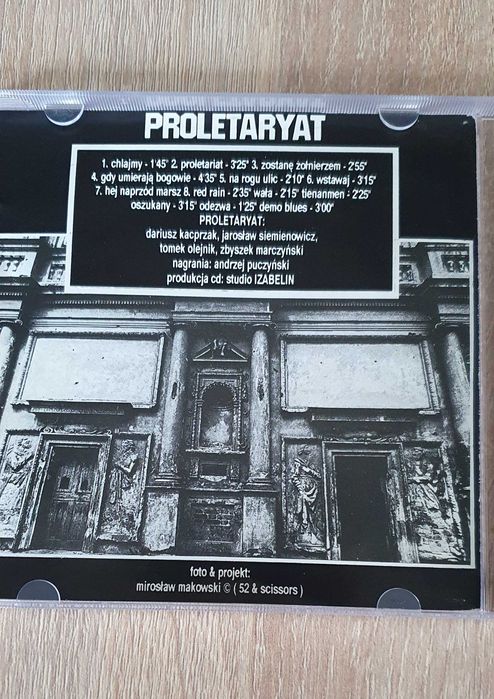 PROLETARYAT
1. chlajmy - 1'45" 2. proletariat - 3'25" 3. zostanę żołnierzem - 2'55"
4. gdy umierają bogowie - 4'35" 5. na rogu ulic - 2'10" 6. wstawaj - 3'15"
7. hej naprzód marsz 8. red rain - 2'35" wała - 2'15" tienanmen - 2'25"
oszukany - 3'15" odezwa - 1'25" demo blues - 3'00"
PROLETARYAT:
dariusz kacprzak, jarosław siemienowicz,
tomek olejnik, zbyszek marczyński
nagrania: andrzej puczyński
produkcja cd: studio IZABELIN
foto & projekt:
mirosław makowski © ( 52 & scissors )